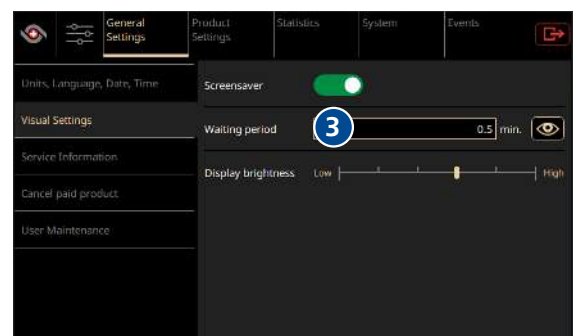 General Settings
Product Settings
Statistics
System
Events
Units, Language, Date, Time
Screensaver
Visual Settings
Waiting period
3
0.5 min.
Service Information
Display brightness Low High
Cancel paid product
User Maintenance